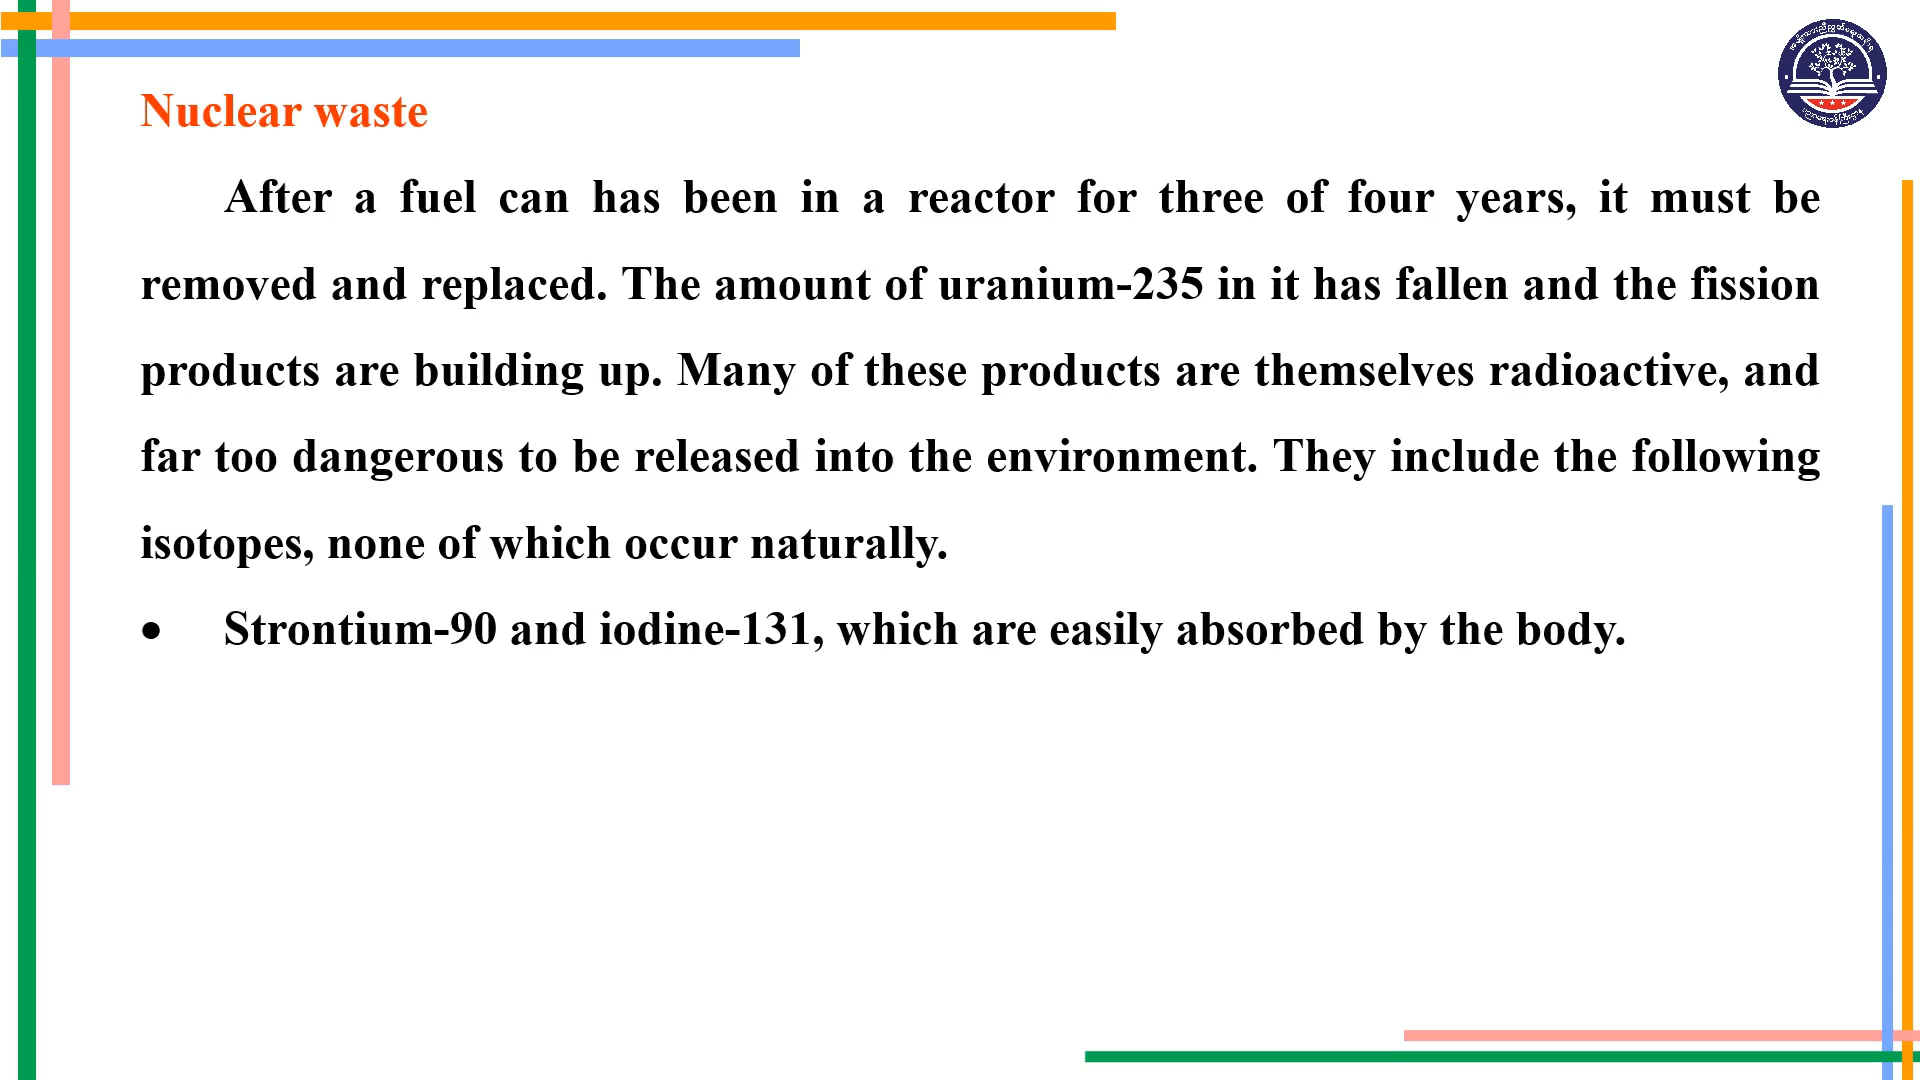 Nuclear waste
After a fuel can has been in a reactor for three of four years, it must be
removed and replaced. The amount of uranium-235 in it has fallen and the fission
products are building up. Many of these products are themselves radioactive, and
far too dangerous to be released into the environment. They include the following
isotopes, none of which occur naturally.
• Strontium-90 and iodine-131, which are easily absorbed by the body.